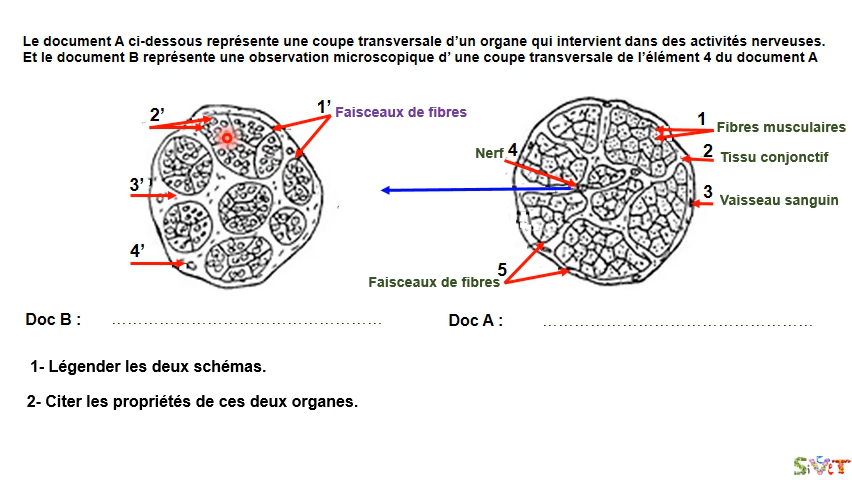 Le document A ci-dessous représente une coupe transversale d'un organe qui intervient dans des activités nerveuses.
Et le document B représente une observation microscopique d' une coupe transversale de l'élément 4 du document A
2'
1' Faisceaux de fibres
3'
4'
1 Fibres musculaires
Nerf 4
2 Tissu conjonctif
3 Vaisseau sanguin
Faisceaux de fibres 5
Doc B : ……………………………………………
Doc A : ……………………………………………
1- Légender les deux schémas.
2- Citer les propriétés de ces deux organes.
SiVeT